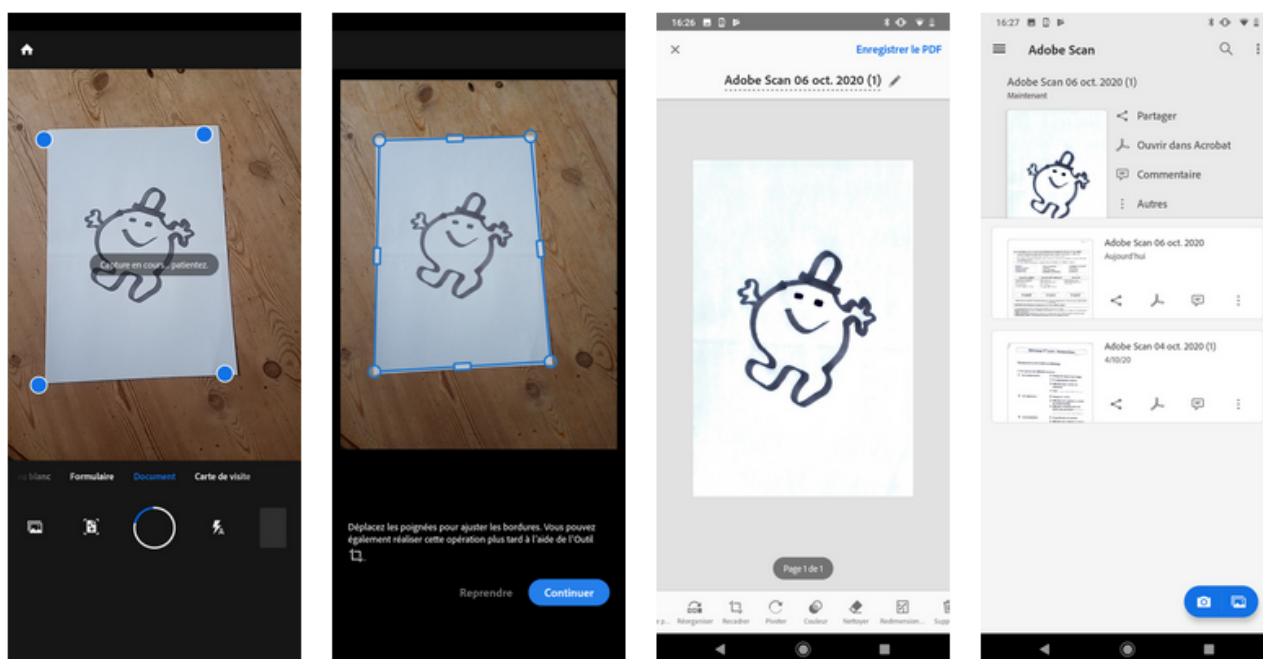 Capture en cours... patientez.
blanc Formulaire Document Carte de visite
Déplacez les poignées pour ajuster les bordures. Vous pouvez
également réaliser cette opération plus tard à l'aide de l'Outil
.
Reprendre Continuer
16:26
Enregistrer le PDF
Adobe Scan 06 oct. 2020 (1)
Page 1 de 1
Réorganiser Recadrer Pivoter Couleur Nettoyer Redimension... Supp
16:27
Adobe Scan
Adobe Scan 06 oct. 2020 (1)
Maintenant
Partager
Ouvrir dans Acrobat
Commentaire
Autres
Adobe Scan 06 oct. 2020
Aujourd'hui
Adobe Scan 04 oct. 2020 (1)
4/10/20